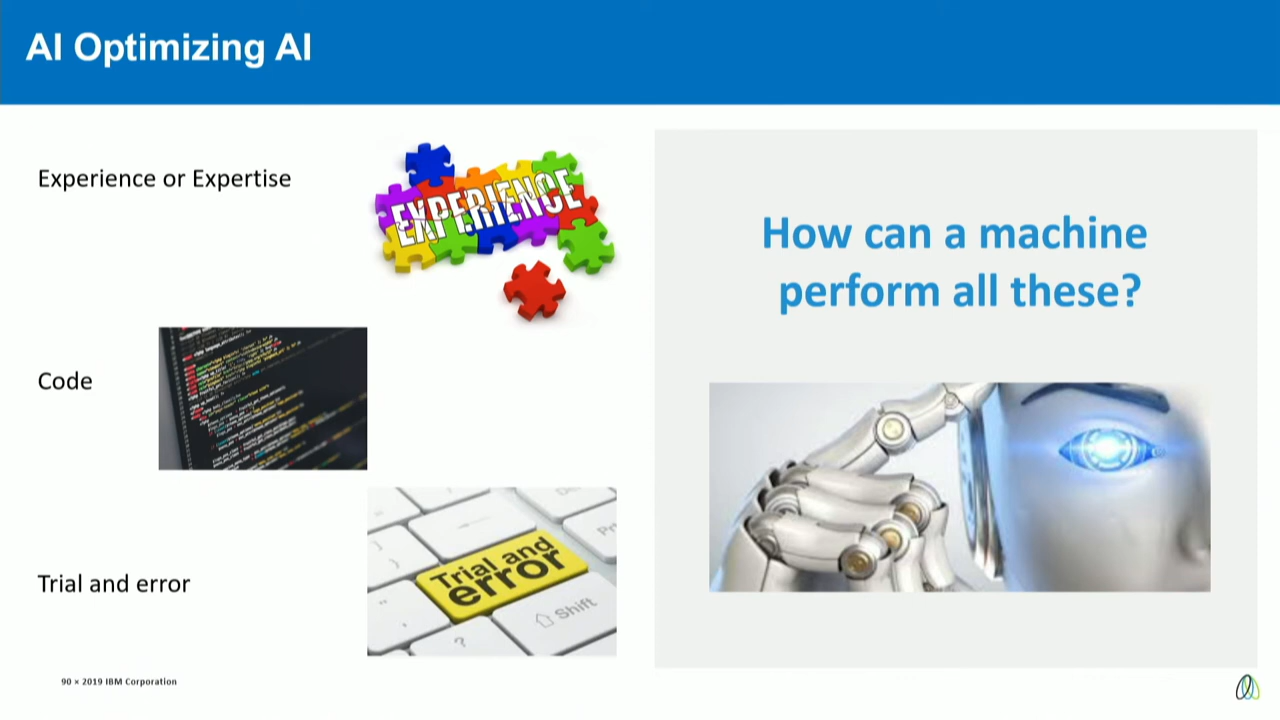 AI Optimizing AI
Experience or Expertise
EXPERIENCE
How can a machine
perform all these?
Code
Trial and error
Trial and
error
Shift
?
90 × 2019 IBM Corporation